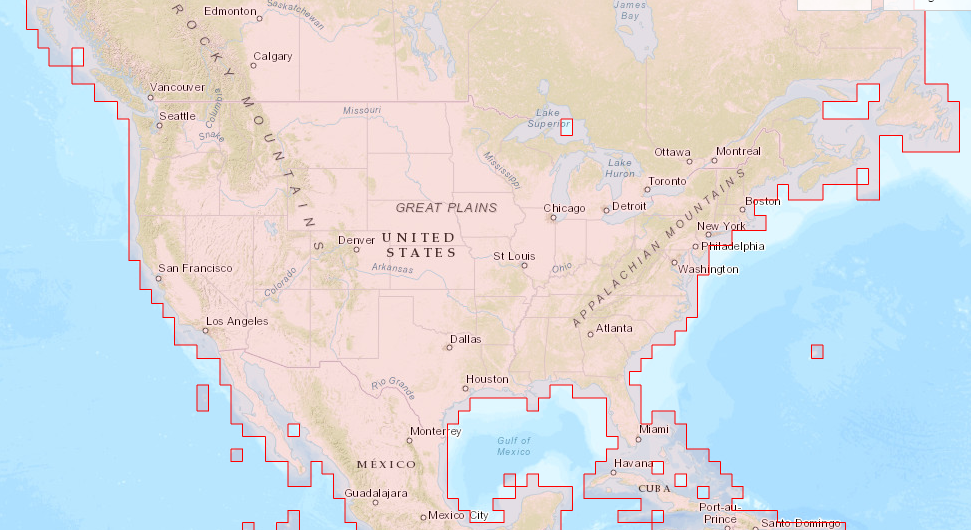 Edmonton
Saskatchewan
James
Bay
Calgary
ROCKY MOUNTAINS
Vancouver
Columbia
Seattle
Snake
Missouri
Lake
Superior
Mississippi
Ottawa
Montreal
Lake
Huron
Toronto
GREAT PLAINS
Chicago
Detroit
Boston
New York
Philadelphia
Washington
APPALACHIAN MOUNTAINS
Denver
UNITED
STATES
St Louis
Ohio
San Francisco
Colorado
Arkansas
Los Angeles
Atlanta
Dallas
Rio Grande
Houston
Monterrey
Gulf of
Mexico
Miami
MÉXICO
Havana
CUBA
Guadalajara
Mexico City
Port-au-
Prince
Santo Domingo